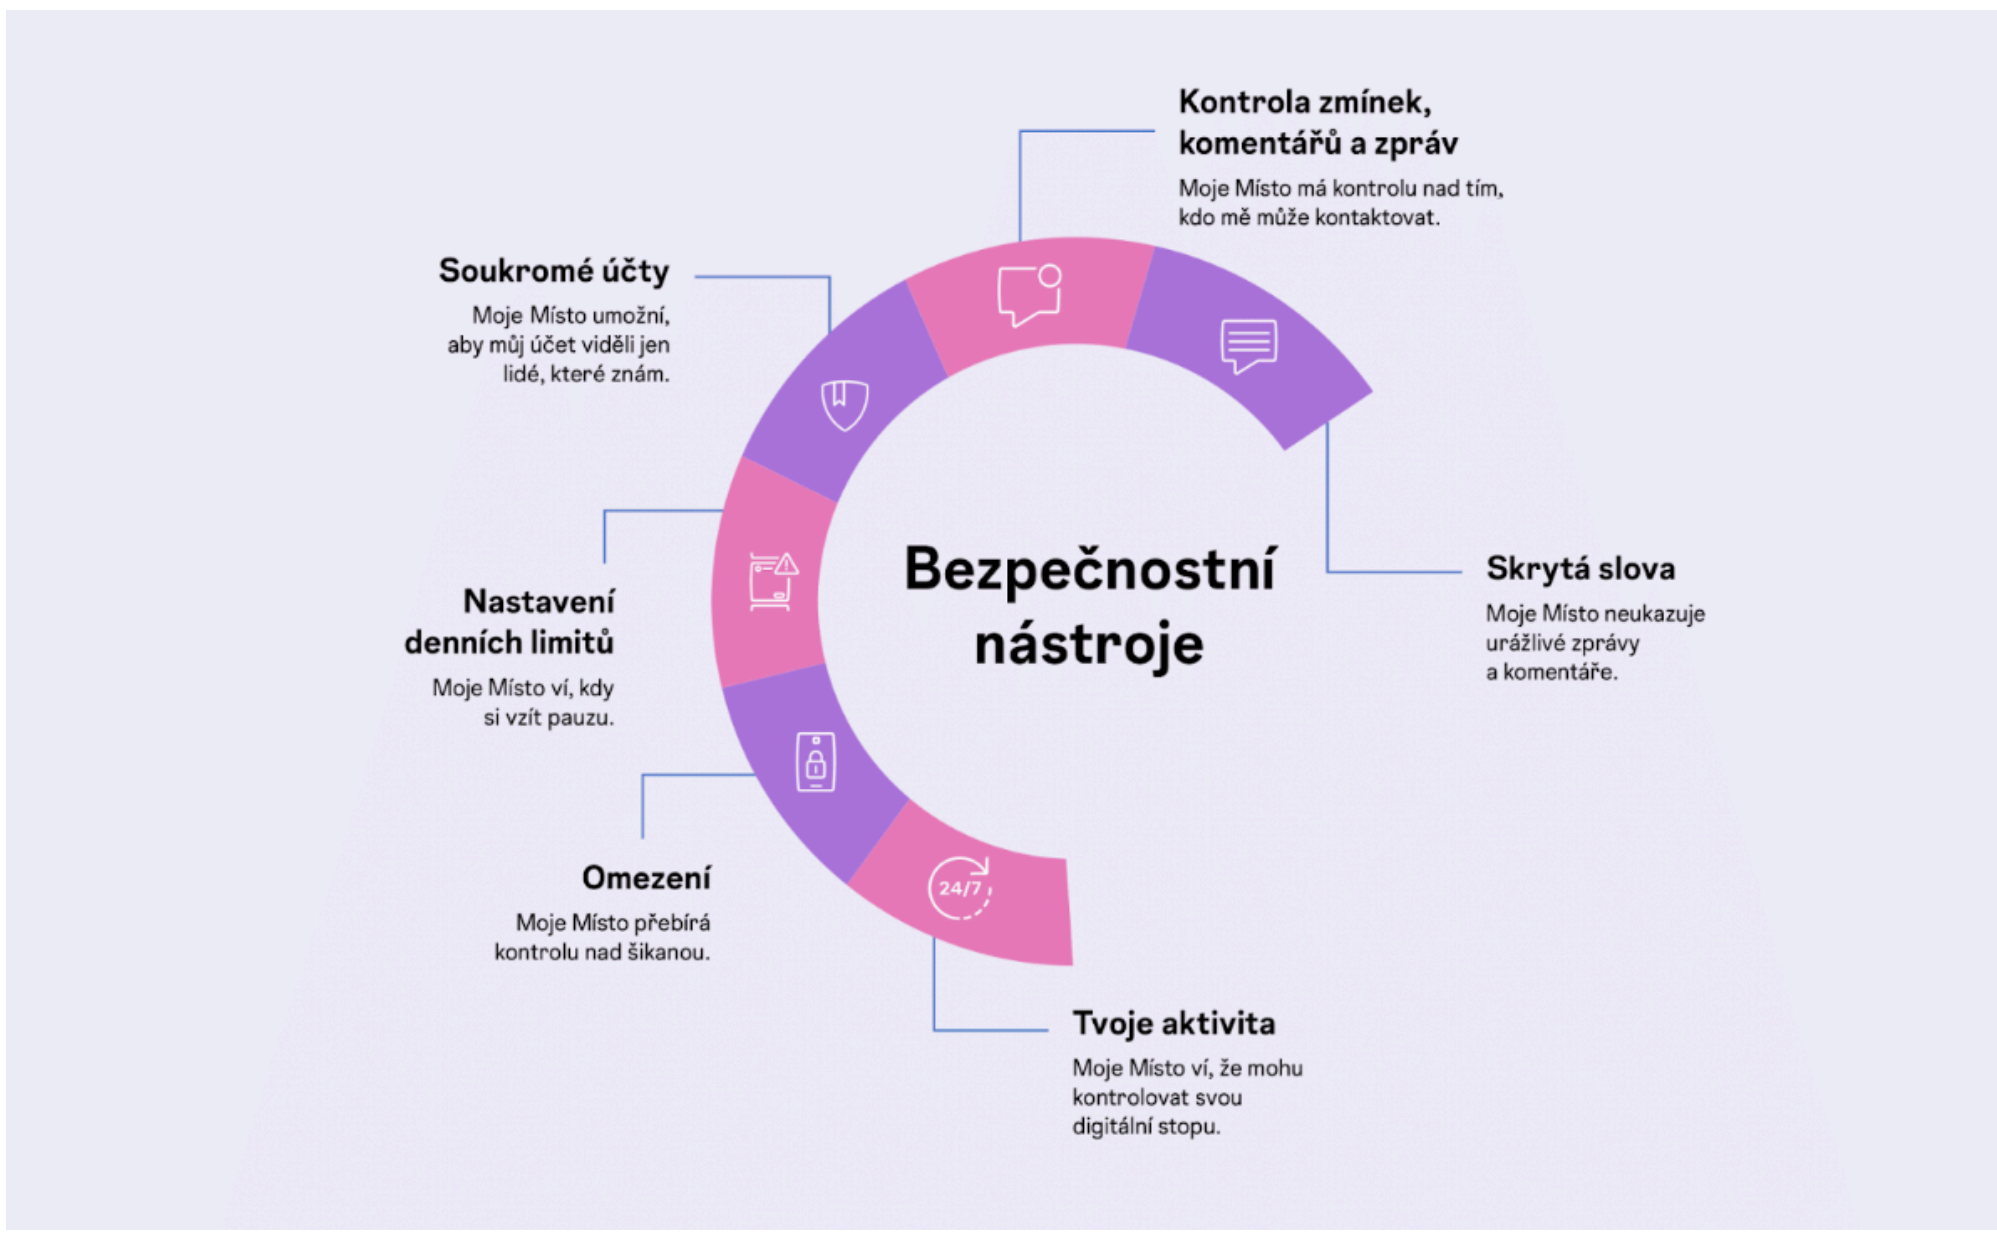 Kontrola zmínek,
komentářů a zpráv
Moje Místo má kontrolu nad tím,
kdo mě může kontaktovat.
Soukromé účty
Moje Místo umožní,
aby můj účet viděli jen
lidé, které znám.
Bezpečnostní
nástroje
Skrytá slova
Moje Místo neukazuje
urážlivé zprávy
a komentáře.
Nastavení
denních limitů
Moje Místo ví, kdy
si vzít pauzu.
Omezení
Moje Místo přebírá
kontrolu nad šikanou.
24/7
Tvoje aktivita
Moje Místo ví, že mohu
kontrolovat svou
digitální stopu.